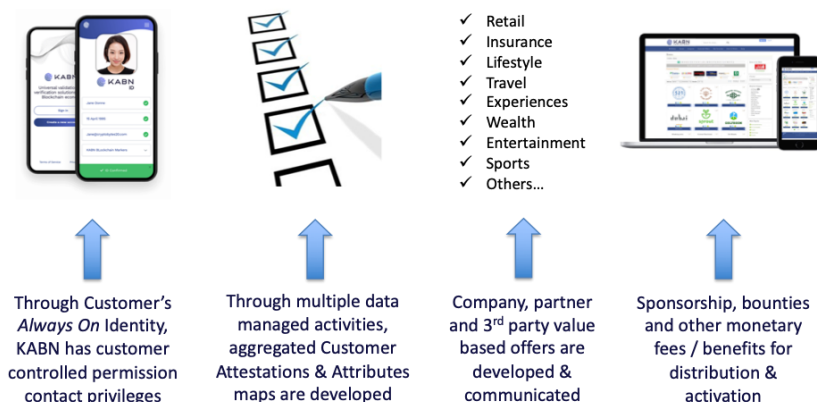 KABN
KABN
ID
Universal validation
✓ Retail
✓ Insurance
✓ Lifestyle
✓ Travel
✓ Experiences
✓ Wealth
✓ Entertainment
✓ Sports
✓ Others…
KABN
Through Customer's
Always On Identity,
KABN has customer
controlled permission
contact privileges
Through multiple data
managed activities,
aggregated Customer
Attestations & Attributes
maps are developed
Company, partner
and 3rd party value
based offers are
developed &
communicated
Sponsorship, bounties
and other monetary
fees / benefits for
distribution &
activation